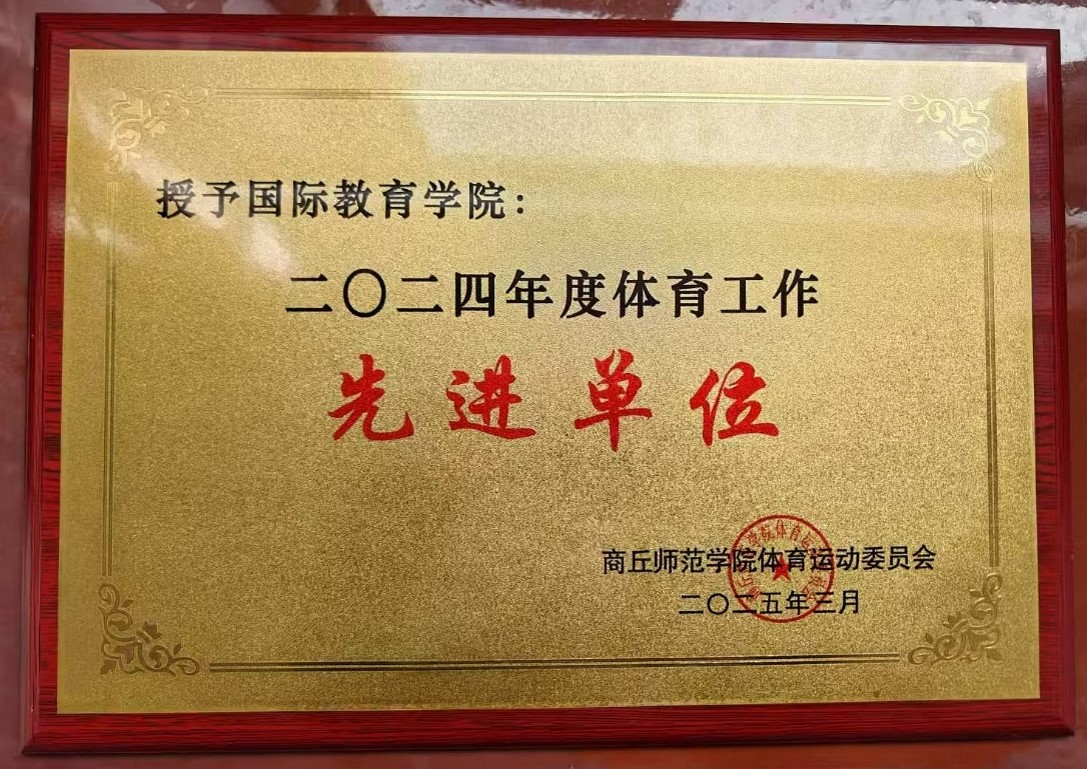 授予国际教育学院：
二〇二四年度体育工作
先进单位
商丘师范学院体育运动委员会
二〇二五年三月